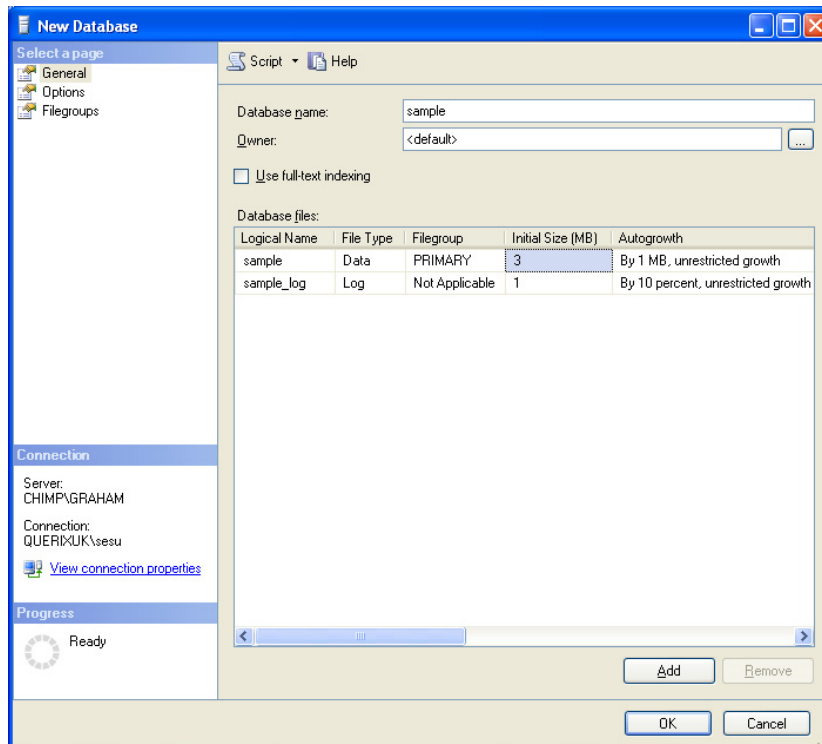 New Database
Select a page
General
Options
Filegroups
Script Help
Database name: sample
Owner: <default> ...
Use full-text indexing
Database files:
Logical Name File Type Filegroup Initial Size (MB) Autogrowth
sample Data PRIMARY 3 By 1 MB, unrestricted growth
sample_log Log Not Applicable 1 By 10 percent, unrestricted growth
Connection
Server:
CHIMP\GRAHAM
Connection:
QUERIXUK\sesu
View connection properties
Progress
Ready
Add Remove
OK Cancel